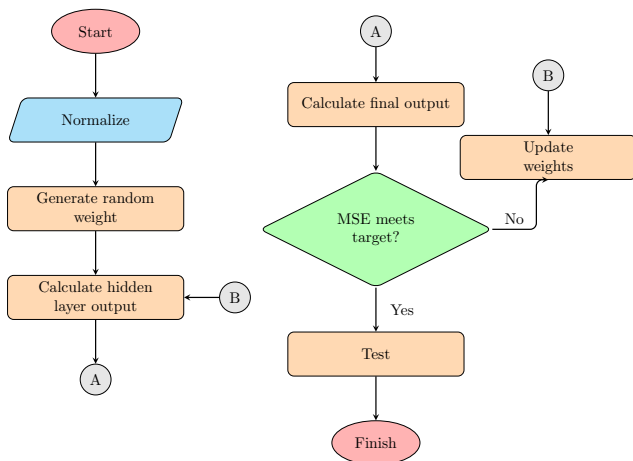 Start
Normalize
Generate random
weight
Calculate hidden
layer output
B
A
A
Calculate final output
MSE meets
target?
No
Yes
Test
Finish
B
Update
weights